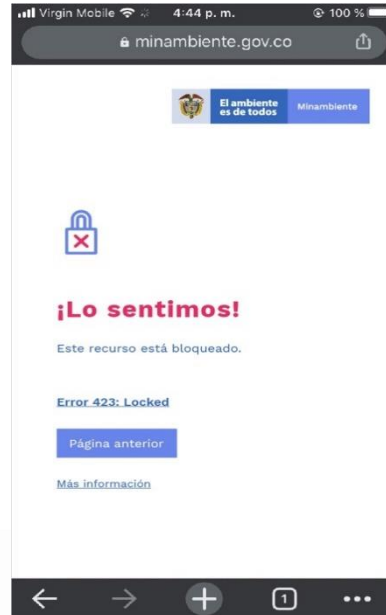 Virgin Mobile 4:44 p. m. 100 %
minambiente.gov.co
El ambiente
es de todos
Minambiente
¡Lo sentimos!
Este recurso está bloqueado.
Error 423: Locked
Página anterior
Más información
1